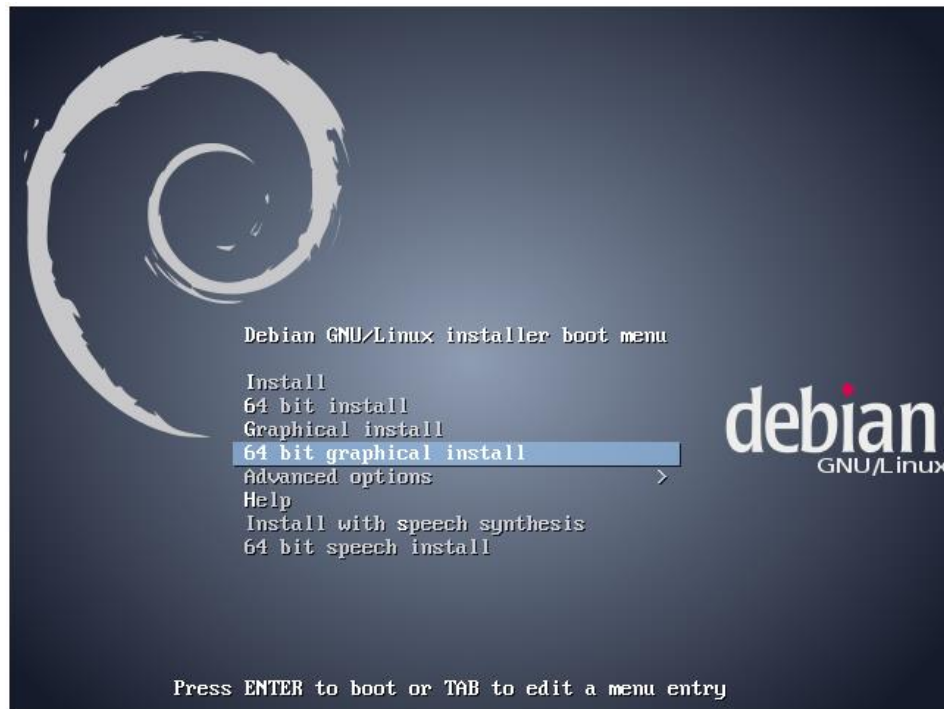 Debian GNU/Linux installer boot menu
Install
64 bit install
Graphical install
64 bit graphical install
Advanced options >
Help
Install with speech synthesis
64 bit speech install
debian
GNU/Linux
Press ENTER to boot or TAB to edit a menu entry